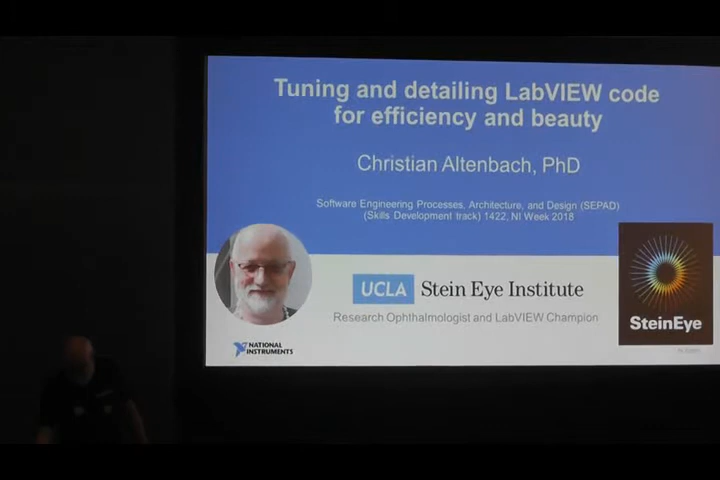 Tuning and detailing LabVIEW code
for efficiency and beauty
Christian Altenbach, PhD
Software Engineering Processes, Architecture, and Design (SEPAD)
(Skills Development track) 1422, NI Week 2018
UCLA Stein Eye Institute
SteinEye
Research Ophthalmologist and LabVIEW Champion
NATIONAL
INSTRUMENTS